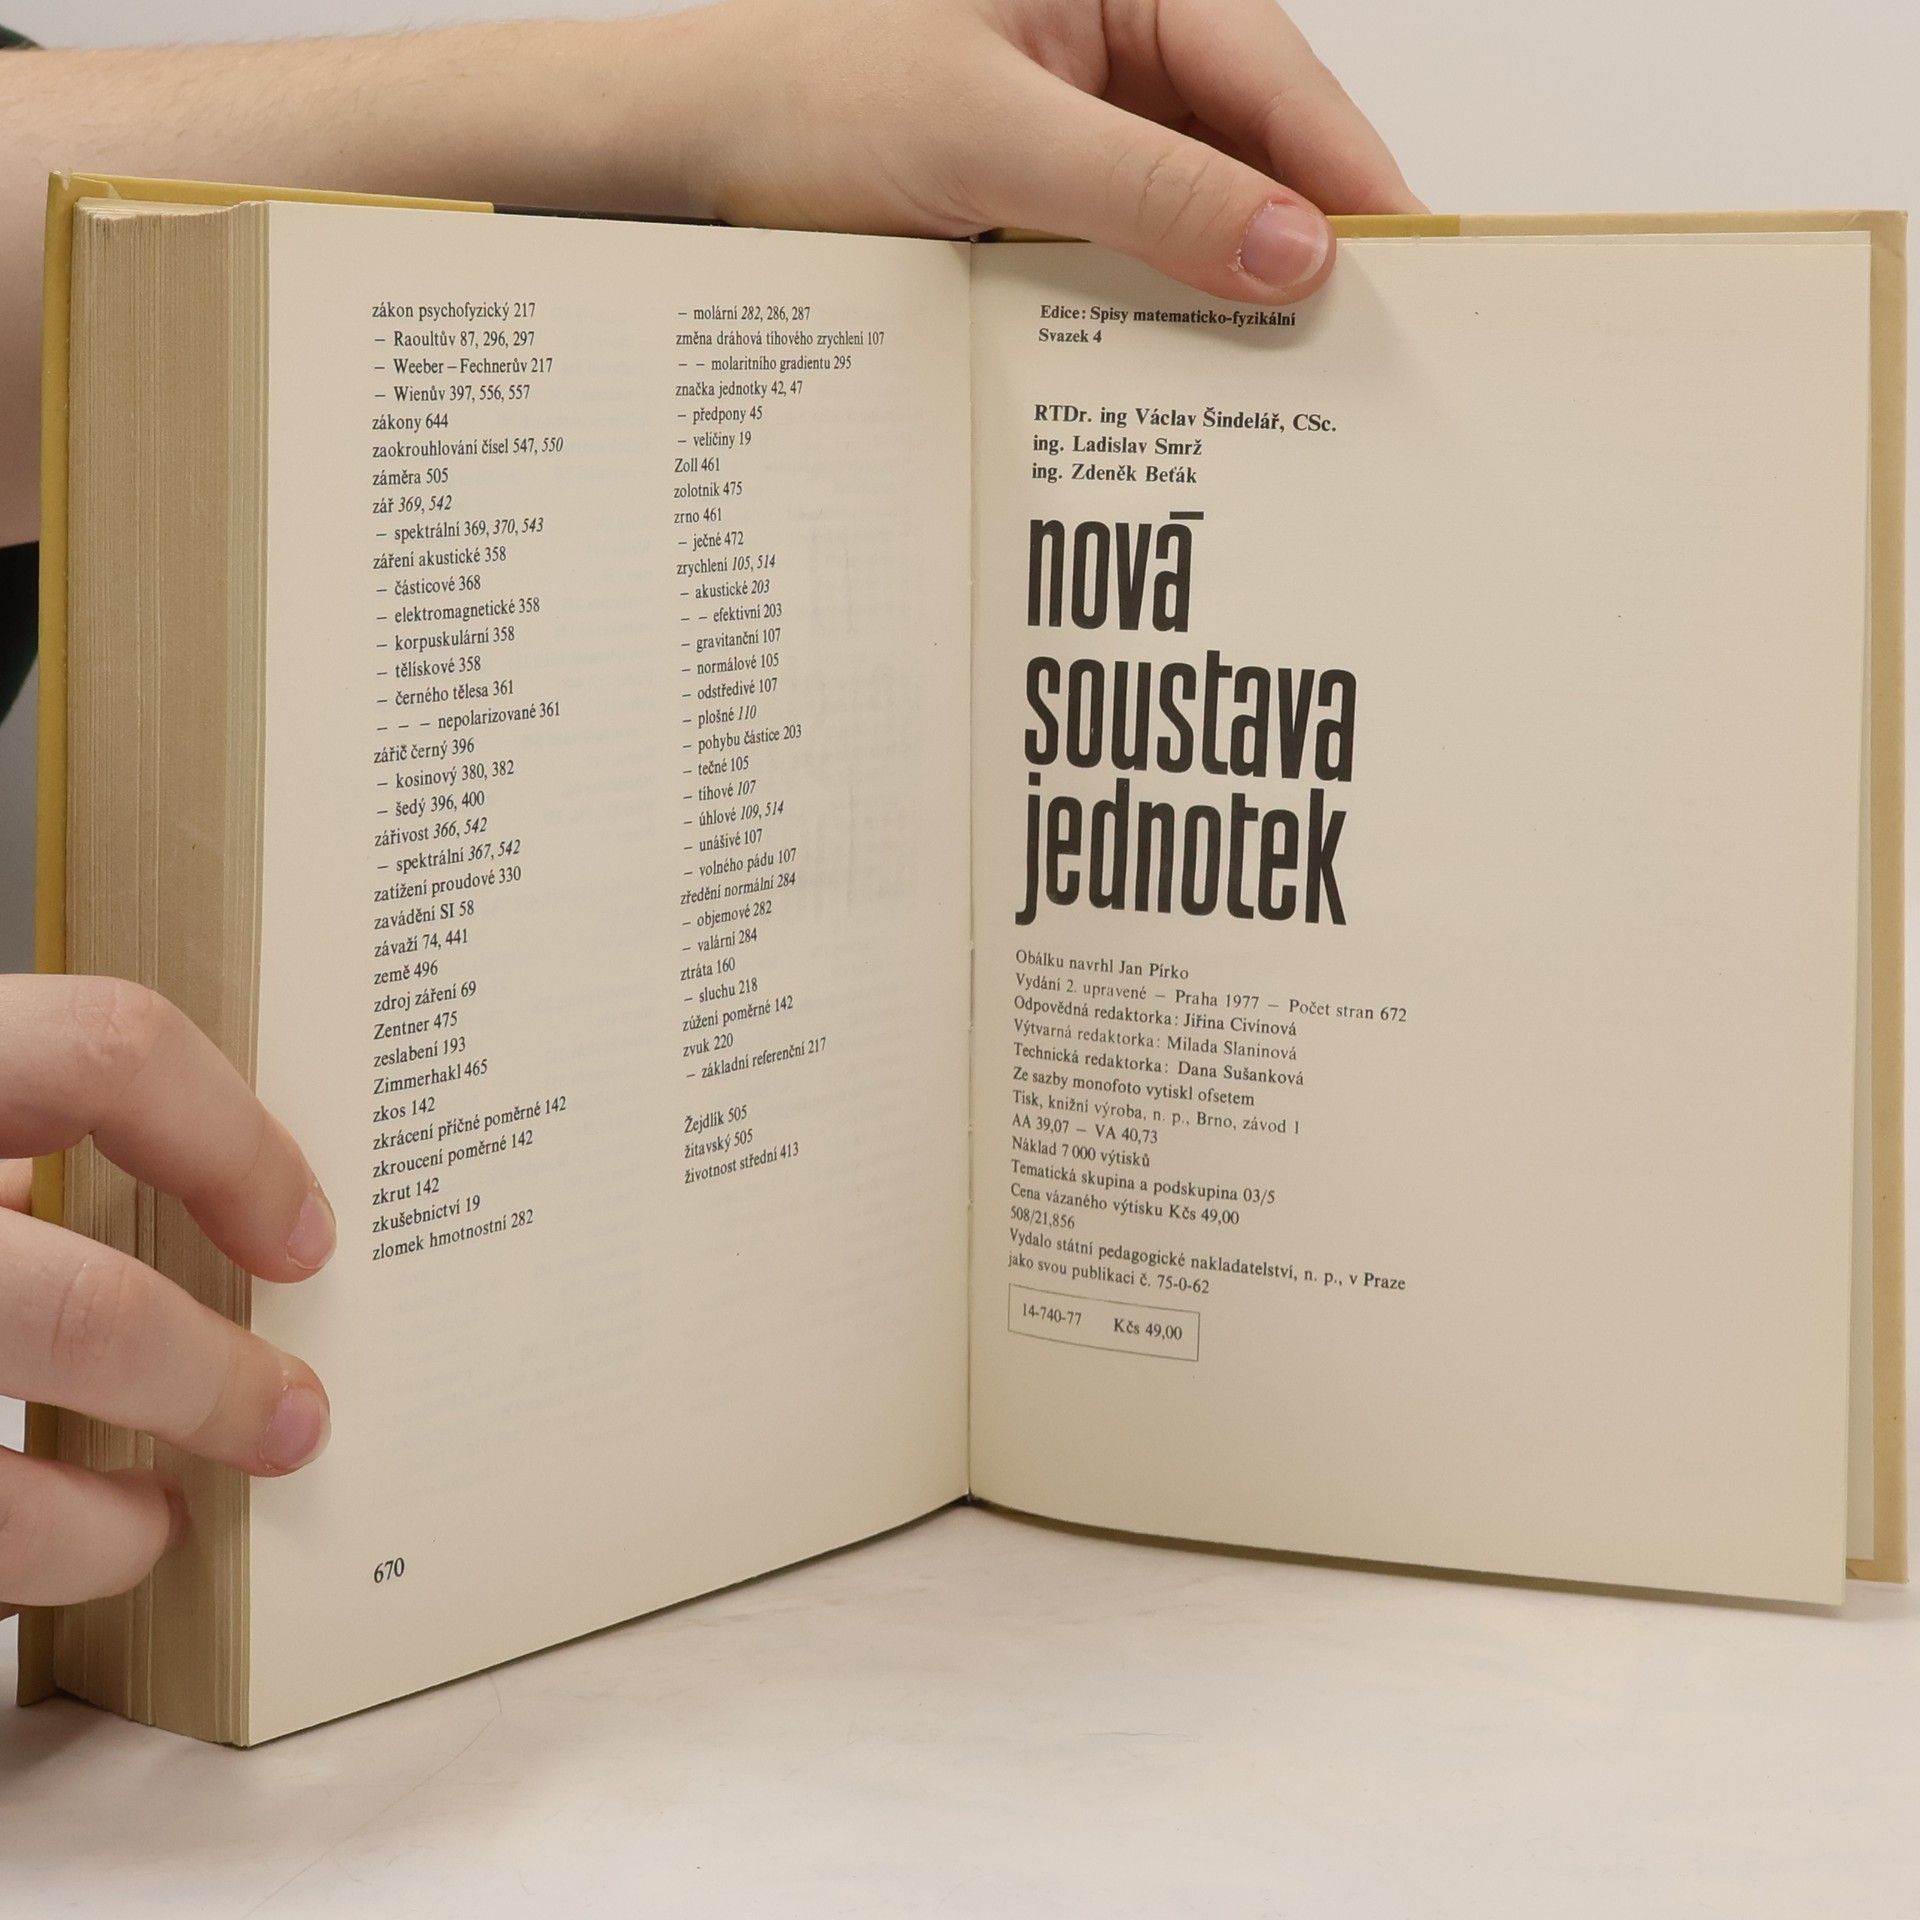 zákon psychofyzický 217
– Raoultův 87, 296, 297
– Weeber – Fechnerův 217
– Wienův 397, 556, 557
zákony 644
zaokrouhlování čísel 547, 550
záměra 505
zář 369, 542
– spektrální 369, 370, 543
záření akustické 358
– částicové 368
– elektromagnetické 358
– korpuskulární 358
– tělískové 358
– černého tělesa 361
– – – nepolarizované 361
zářič černý 396
– kosinový 380, 382
– šedý 396, 400
zářivost 366, 542
– spektrální 367, 542
zatížení proudové 330
zavádění SI 58
závaží 74, 441
země 496
zdroj záření 69
Zentner 475
zeslabení 193
Zimmerhakl 465
zkos 142
zkrácení příčné poměrné 142
zkroucení poměrné 142
zkrut 142
zkušebnictví 19
zlomek hmotnostní 282
– molární 282, 286, 287
změna dráhová tíhového zrychlení 107
– – molaritního gradientu 295
značka jednotky 42, 47
– předpony 45
– veličiny 19
Zoll 461
zolotnik 475
zrno 461
– ječné 472
zrychlení 105, 514
– akustické 203
– – efektivní 203
– gravitanční 107
– normálové 105
– odstředivé 107
– plošné 110
– pohybu částice 203
– tečné 105
– tíhové 107
– úhlové 109, 514
– unášivé 107
– volného pádu 107
zředění normální 284
– objemové 282
– valární 284
ztráta 160
– sluchu 218
zúžení poměrné 142
zvuk 220
– základní referenční 217
Žejdlík 505
žitavský 505
životnost střední 413
670
Edice: Spisy matematicko-fyzikální
Svazek 4
RTDr. ing Václav Šindelář, CSc.
ing. Ladislav Smrž
ing. Zdeněk Beťák
nová
soustava
jednotek
Obálku navrhl Jan Pírko
Vydání 2. upravené – Praha 1977 – Počet stran 672
Odpovědná redaktorka: Jiřina Civínová
Výtvarná redaktorka: Milada Slaninová
Technická redaktorka: Dana Sušanková
Ze sazby monofoto vytiskl ofsetem
Tisk, knižní výroba, n. p., Brno, závod 1
AA 39,07 – VA 40,73
Náklad 7 000 výtisků
Tematická skupina a podskupina 03/5
Cena vázaného výtisku Kčs 49,00
508/21,856
Vydalo státní pedagogické nakladatelství, n. p., v Praze
jako svou publikaci č. 75-0-62
14-740-77 Kčs 49,00